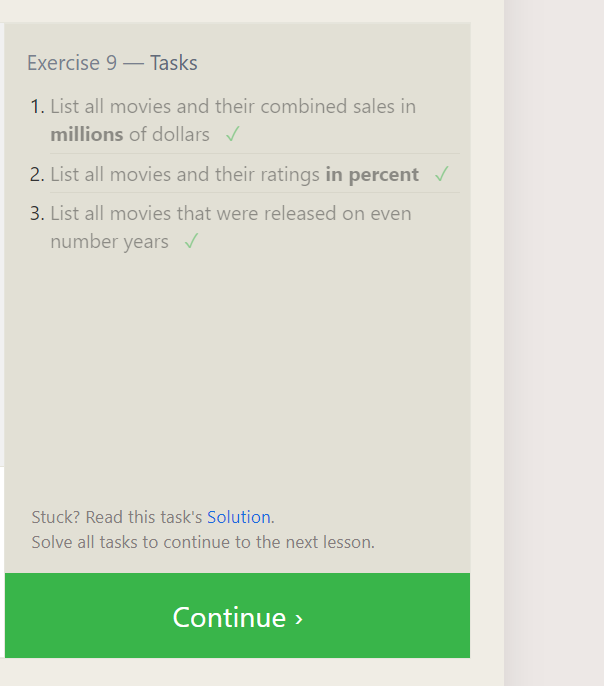 Exercise 9 — Tasks
1. List all movies and their combined sales in
millions of dollars ✓
2. List all movies and their ratings in percent ✓
3. List all movies that were released on even
number years ✓
Stuck? Read this task's Solution.
Solve all tasks to continue to the next lesson.
Continue ›